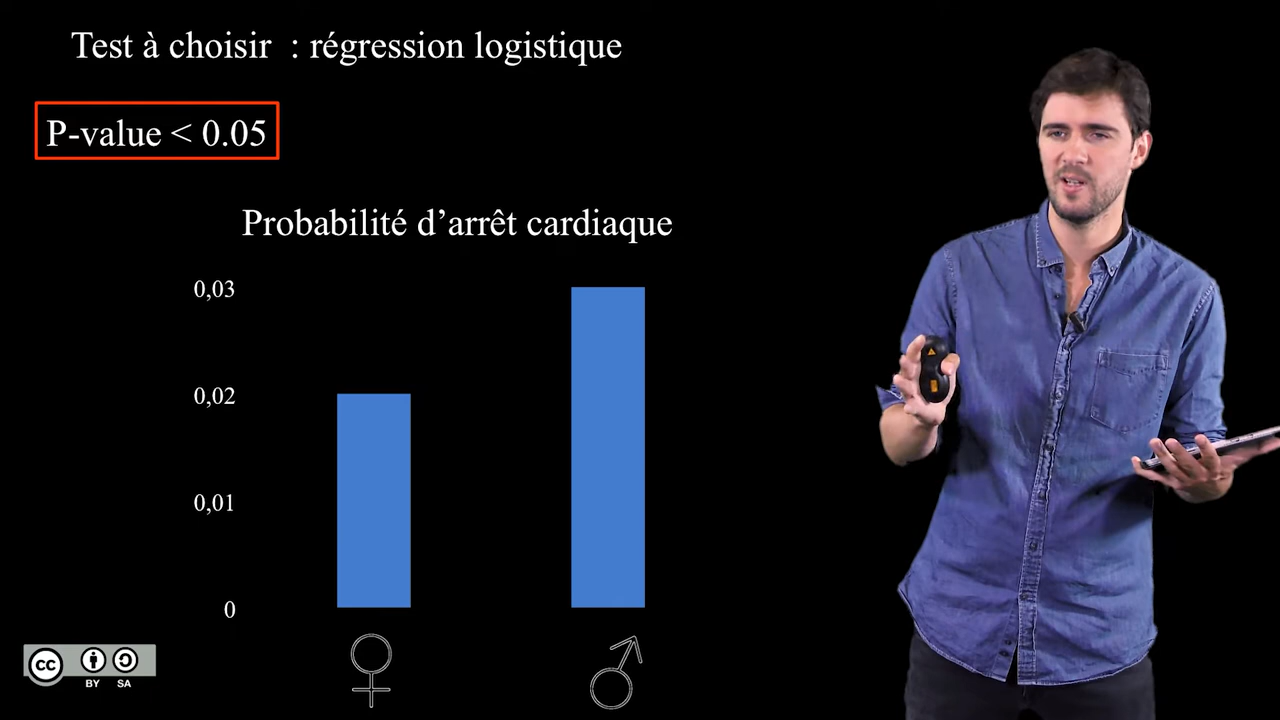 Test à choisir : régression logistique
P-value < 0.05
Probabilité d’arrêt cardiaque
0,03
0,02
0,01
0
cc
BY SA